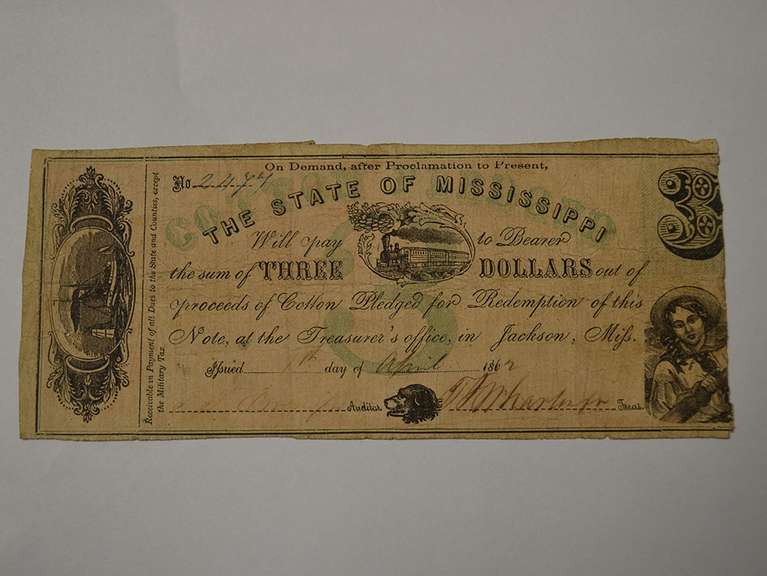 On Demand, after Proclamation to Present,
No
THE STATE OF MISSISSIPPI
Will pay to Bearer
the sum of THREE DOLLARS out of
proceeds of Cotton Pledged for Redemption of this
Note, at the Treasurer's office, in Jackson, Miss.
Issued day of April 1862
Auditor Treas.
Receivable in Payment of all Dues to the State and Counties, except
the Military Tax.
3